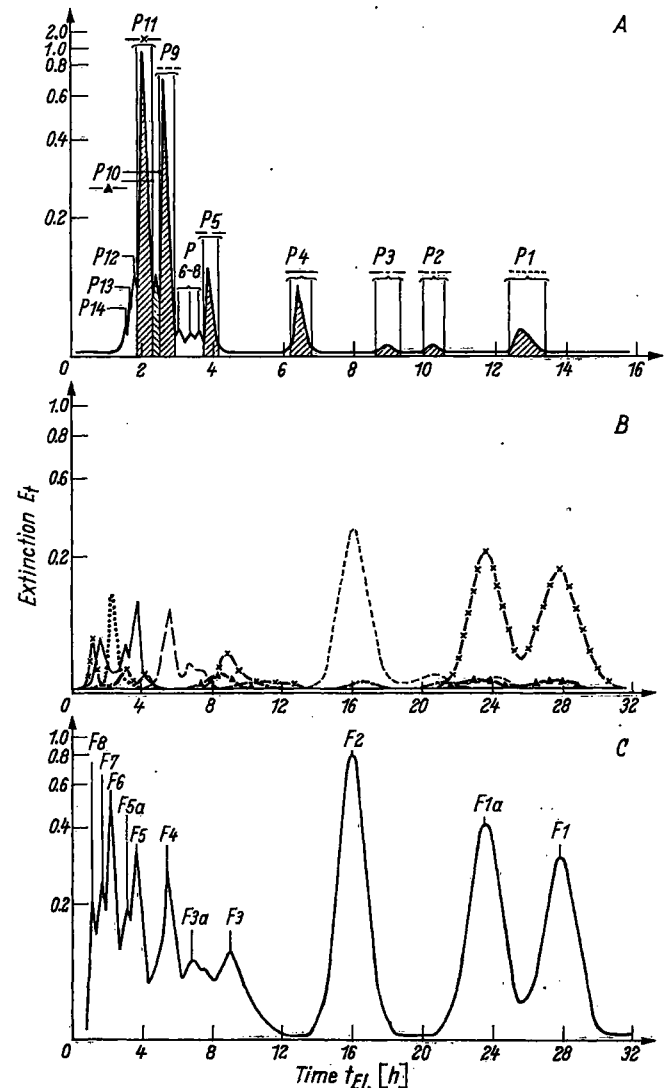 A
P11
P9
P10
P12
P13
P14
P
6-8
P5
P4
P3
P2
P1
2.0
1.0
0.8
0.6
0.4
0.2
0 2 4 6 8 10 12 14 16
B
1.0
0.8
0.6
0.2
0 4 8 12 16 20 24 28 32
Extinction Et
C
F8
F7
F6
F5a
F5
F4
F3a
F3
F2
F1a
F1
1.0
0.8
0.6
0.4
0.2
0 4 8 12 16 20 24 28 32
Time tEl. [h]